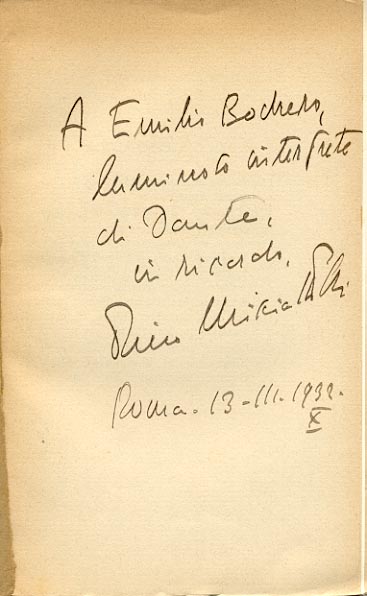 A Emilio Bodrero,
luminoso interprete
di Dante,
in ricordo,
Roma - 13 - III. 1932.
X